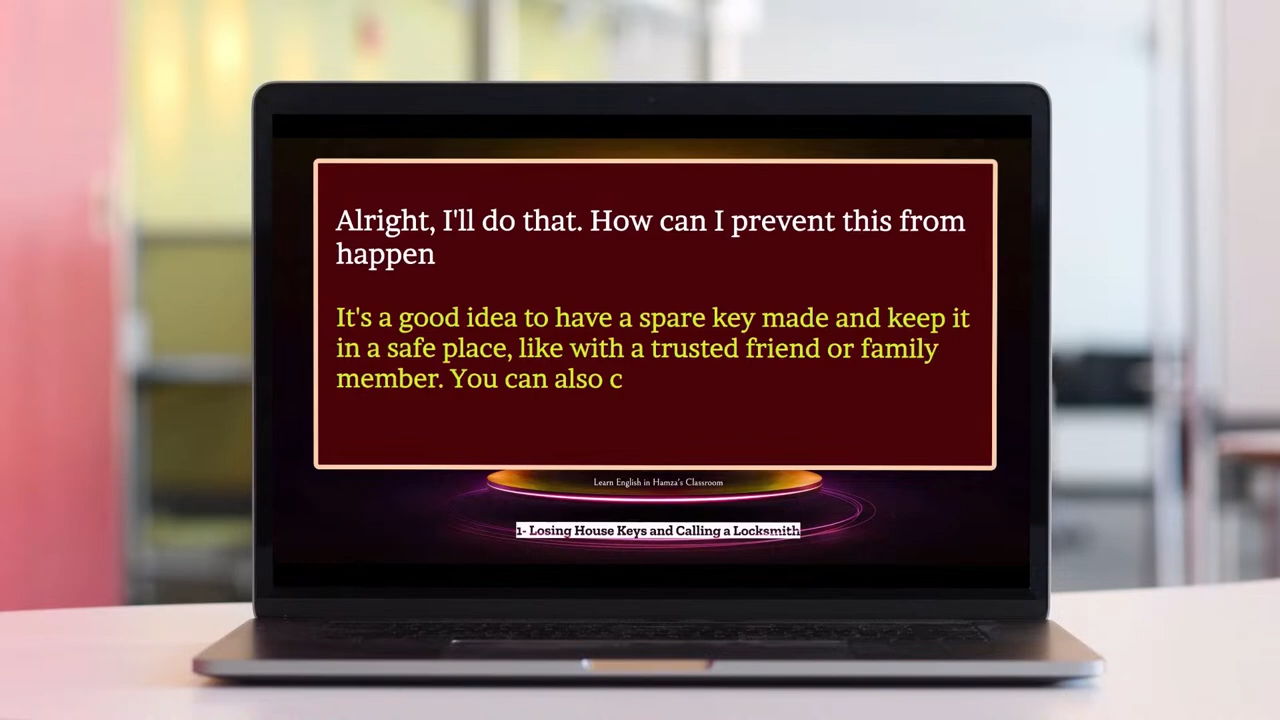 Alright, I'll do that. How can I prevent this from
happen
It's a good idea to have a spare key made and keep it
in a safe place, like with a trusted friend or family
member. You can also c
Learn English in Hamza's Classroom
1- Losing House Keys and Calling a Locksmith